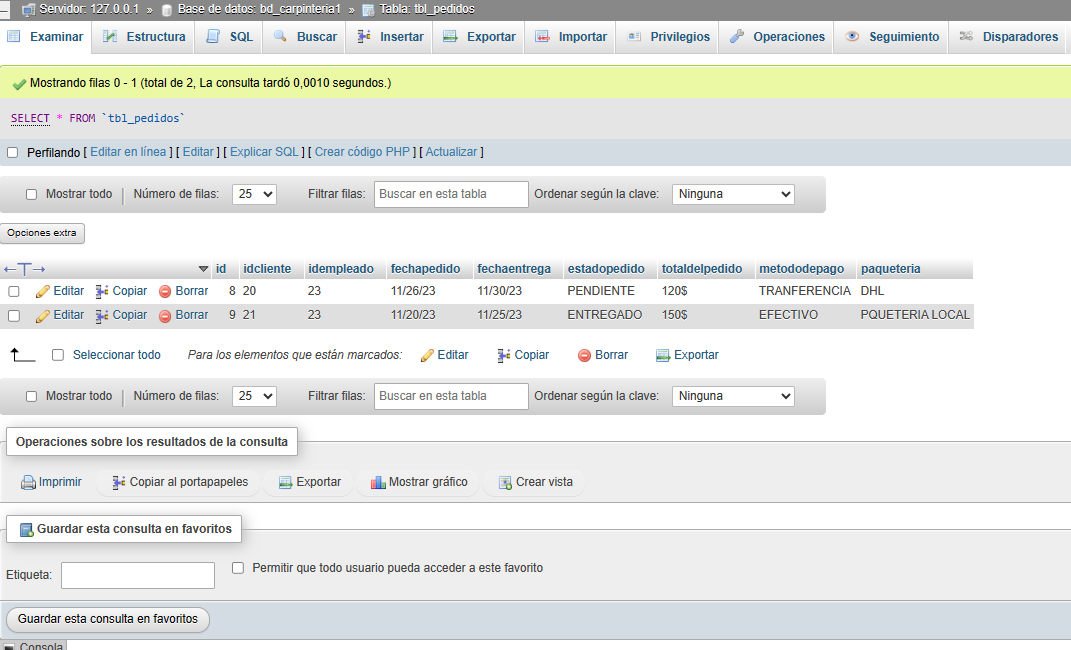 Servidor: 127.0.0.1 » Base de datos: bd_carpinteria1 » Tabla: tbl_pedidos
Examinar Estructura SQL Buscar Insertar Exportar Importar Privilegios Operaciones Seguimiento Disparadores
Mostrando filas 0 - 1 (total de 2, La consulta tardó 0,0010 segundos.)
SELECT * FROM `tbl_pedidos`
Perfilando [ Editar en línea ] [ Editar ] [ Explicar SQL ] [ Crear código PHP ] [ Actualizar ]
Mostrar todo | Número de filas: 25 Filtrar filas: Buscar en esta tabla Ordenar según la clave: Ninguna
Opciones extra
←T→ id idcliente idempleado fechapedido fechaentrega estadopedido totaldelpedido metododepago paqueteria
Editar Copiar Borrar 8 20 23 11/26/23 11/30/23 PENDIENTE 120$ TRANFERENCIA DHL
Editar Copiar Borrar 9 21 23 11/20/23 11/25/23 ENTREGADO 150$ EFECTIVO PQUETERIA LOCAL
Seleccionar todo Para los elementos que están marcados: Editar Copiar Borrar Exportar
Mostrar todo | Número de filas: 25 Filtrar filas: Buscar en esta tabla Ordenar según la clave: Ninguna
Operaciones sobre los resultados de la consulta
Imprimir Copiar al portapapeles Exportar Mostrar gráfico Crear vista
Guardar esta consulta en favoritos
Etiqueta: Permitir que todo usuario pueda acceder a este favorito
Guardar esta consulta en favoritos
Consola